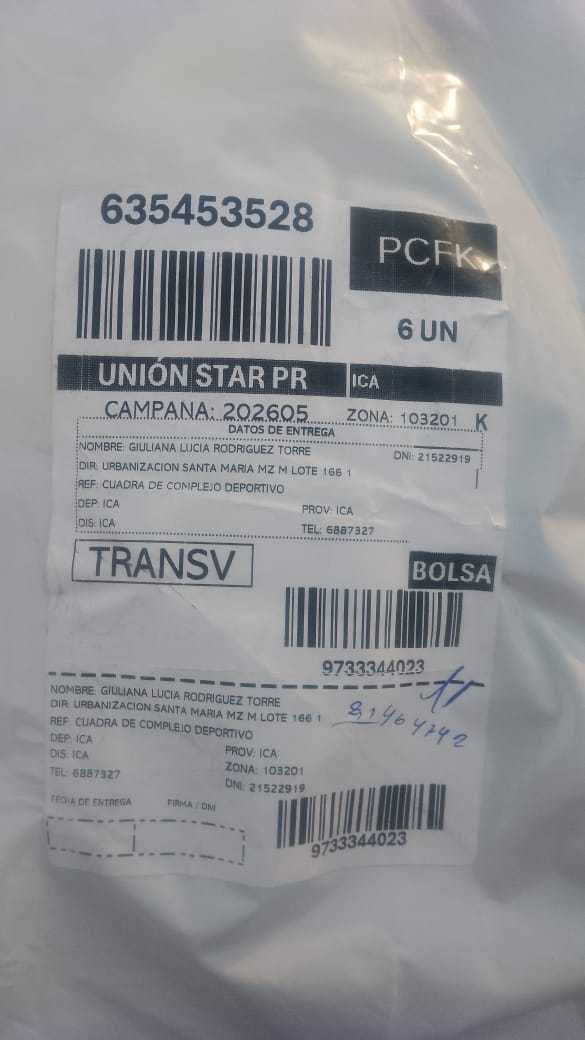 635453528
PCFK
6 UN
UNIÓN STAR PR ICA
CAMPANA: 202605 ZONA: 103201 K
DATOS DE ENTREGA
NOMBRE: GIULIANA LUCIA RODRIGUEZ TORRE DNI: 21522919
DIR: URBANIZACION SANTA MARIA MZ M LOTE 166 1
REF: CUADRA DE COMPLEJO DEPORTIVO
DEP: ICA PROV: ICA
DIS: ICA TEL: 6887327
TRANSV
BOLSA
9733344023
NOMBRE: GIULIANA LUCIA RODRIGUEZ TORRE
DIR: URBANIZACION SANTA MARIA MZ M LOTE 166 1
REF: CUADRA DE COMPLEJO DEPORTIVO
DEP: ICA
DIS: ICA PROV: ICA
TEL: 6887327 ZONA: 103201
DNI: 21522919
FECHA DE ENTREGA FIRMA / DNI
9733344023